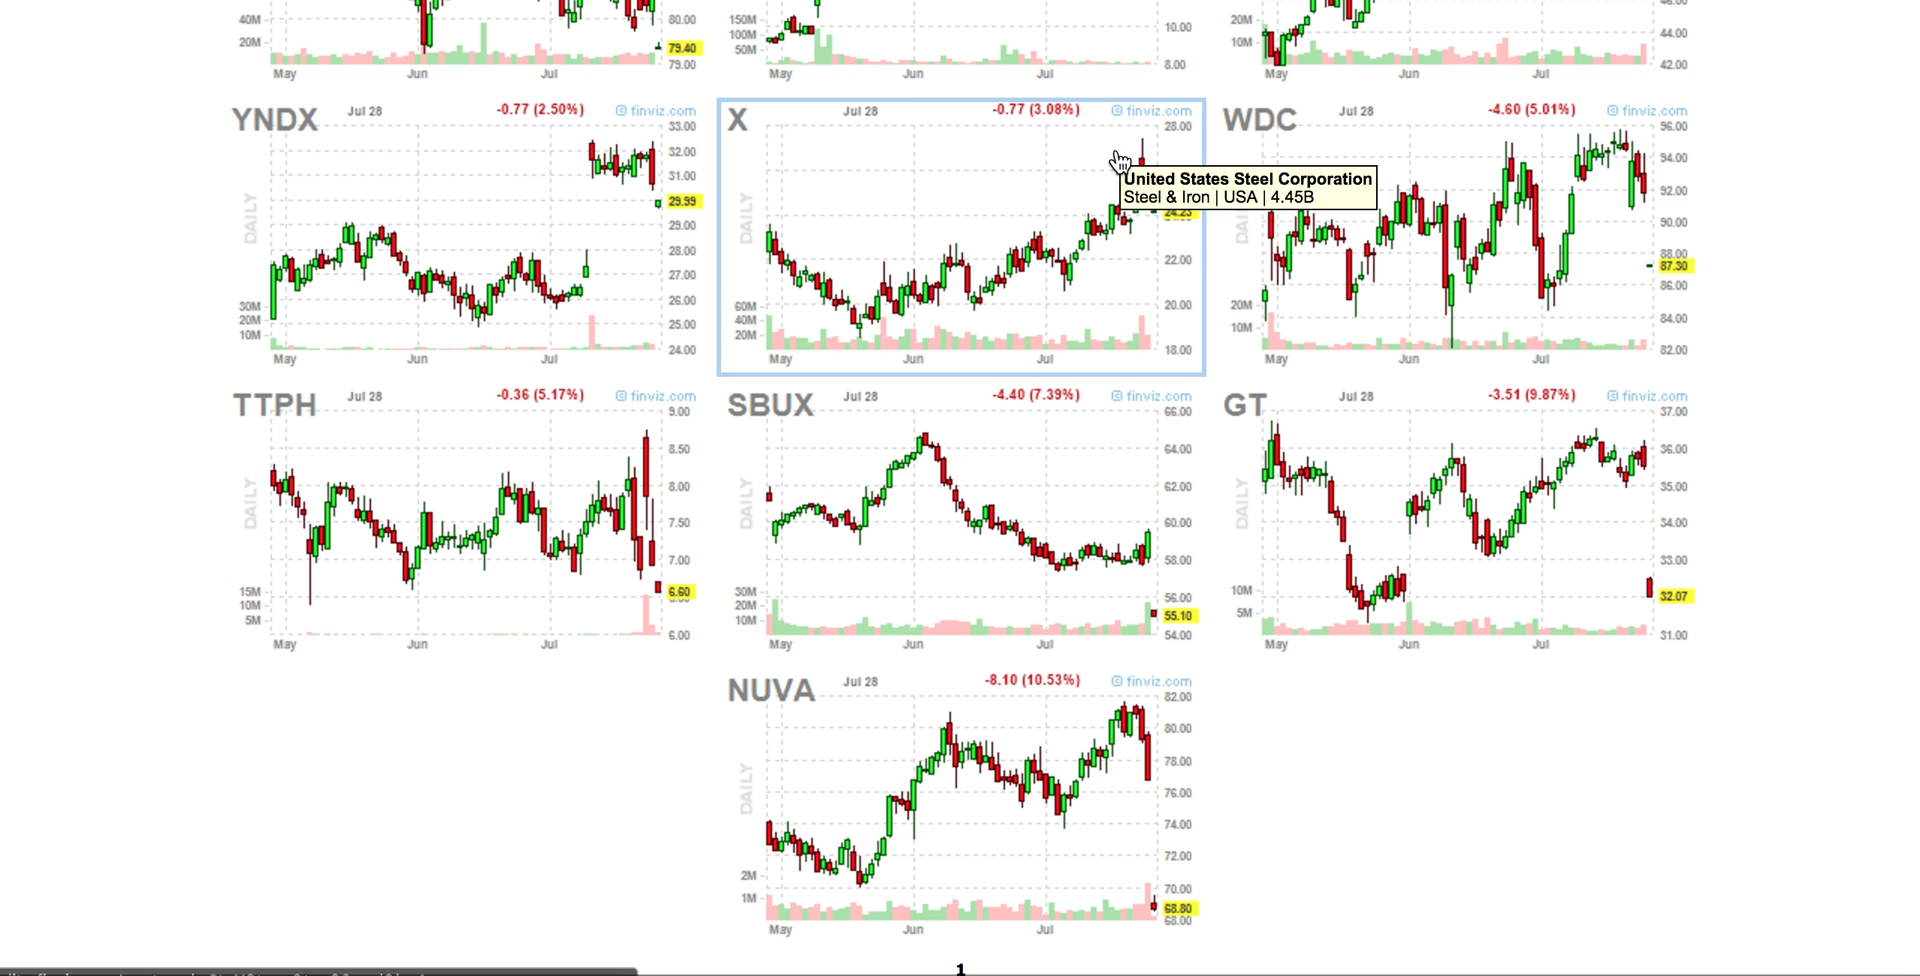 40M
20M
80.00
79.40
79.00
May Jun Jul
150M
100M
50M
10.00
8.00
May Jun Jul
20M
10M
44.00
42.00
May Jun Jul
YNDX Jul 28 -0.77 (2.50%) © finviz.com
DAILY
33.00
32.00
31.00
29.99
29.00
28.00
27.00
26.00
25.00
24.00
30M
20M
10M
May Jun Jul
X Jul 28 -0.77 (3.08%) © finviz.com
DAILY
28.00
United States Steel Corporation
Steel & Iron | USA | 4.45B
24.23
22.00
20.00
18.00
60M
40M
20M
May Jun Jul
WDC Jul 28 -4.60 (5.01%) © finviz.com
96.00
94.00
92.00
90.00
88.00
87.30
86.00
84.00
82.00
20M
10M
May Jun Jul
TTPH Jul 28 -0.36 (5.17%) © finviz.com
DAILY
9.00
8.50
8.00
7.50
7.00
6.60
6.00
15M
10M
5M
May Jun Jul
SBUX Jul 28 -4.40 (7.39%) © finviz.com
DAILY
66.00
64.00
62.00
60.00
58.00
56.00
55.10
54.00
30M
20M
10M
May Jun Jul
GT Jul 28 -3.51 (9.87%) © finviz.com
DAILY
37.00
36.00
35.00
34.00
33.00
32.07
31.00
10M
5M
May Jun Jul
NUVA Jul 28 -8.10 (10.53%) © finviz.com
DAILY
82.00
80.00
78.00
76.00
74.00
72.00
70.00
68.80
68.00
2M
1M
May Jun Jul
1